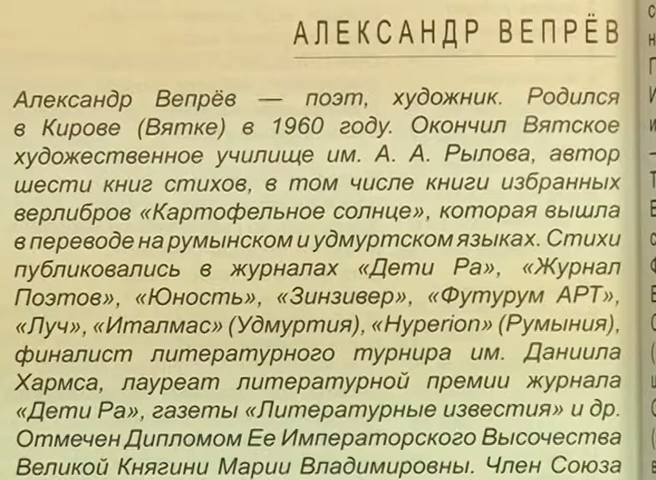 АЛЕКСАНДР ВЕПРЁВ
Александр Вепрёв — поэт, художник. Родился
в Кирове (Вятке) в 1960 году. Окончил Вятское
художественное училище им. А. А. Рылова, автор
шести книг стихов, в том числе книги избранных
верлибров «Картофельное солнце», которая вышла
в переводе на румынском и удмуртском языках. Стихи
публиковались в журналах «Дети Ра», «Журнал
Поэтов», «Юность», «Зинзивер», «Футурум АРТ»,
«Луч», «Италмас» (Удмуртия), «Hyperion» (Румыния),
финалист литературного турнира им. Даниила
Хармса, лауреат литературной премии журнала
«Дети Ра», газеты «Литературные известия» и др.
Отмечен Дипломом Ее Императорского Высочества
Великой Княгини Марии Владимировны. Член Союза